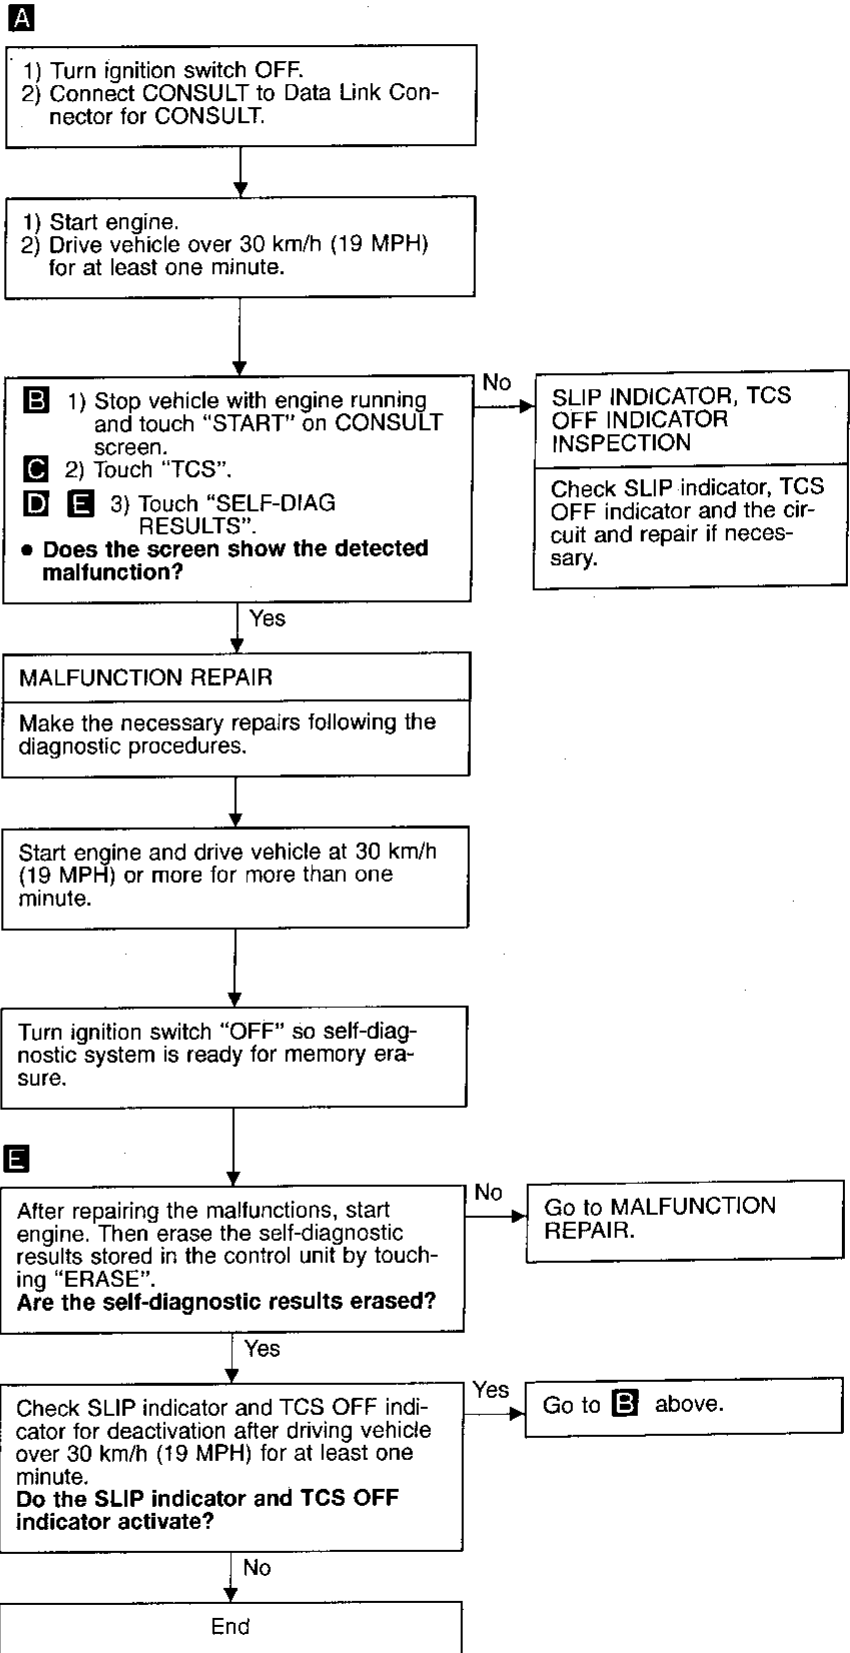 A
1) Turn ignition switch OFF.
2) Connect CONSULT to Data Link Con-
nector for CONSULT.
1) Start engine.
2) Drive vehicle over 30 km/h (19 MPH)
for at least one minute.
B 1) Stop vehicle with engine running
and touch “START” on CONSULT
screen.
C 2) Touch “TCS”.
D E 3) Touch “SELF-DIAG
RESULTS”.
● Does the screen show the detected
malfunction?
No
SLIP INDICATOR, TCS
OFF INDICATOR
INSPECTION
Check SLIP indicator, TCS
OFF indicator and the cir-
cuit and repair if neces-
sary.
Yes
MALFUNCTION REPAIR
Make the necessary repairs following the
diagnostic procedures.
Start engine and drive vehicle at 30 km/h
(19 MPH) or more for more than one
minute.
Turn ignition switch “OFF” so self-diag-
nostic system is ready for memory era-
sure.
E
After repairing the malfunctions, start
engine. Then erase the self-diagnostic
results stored in the control unit by touch-
ing “ERASE”.
Are the self-diagnostic results erased?
No
Go to MALFUNCTION
REPAIR.
Yes
Check SLIP indicator and TCS OFF indi-
cator for deactivation after driving vehicle
over 30 km/h (19 MPH) for at least one
minute.
Do the SLIP indicator and TCS OFF
indicator activate?
Yes
Go to B above.
No
End